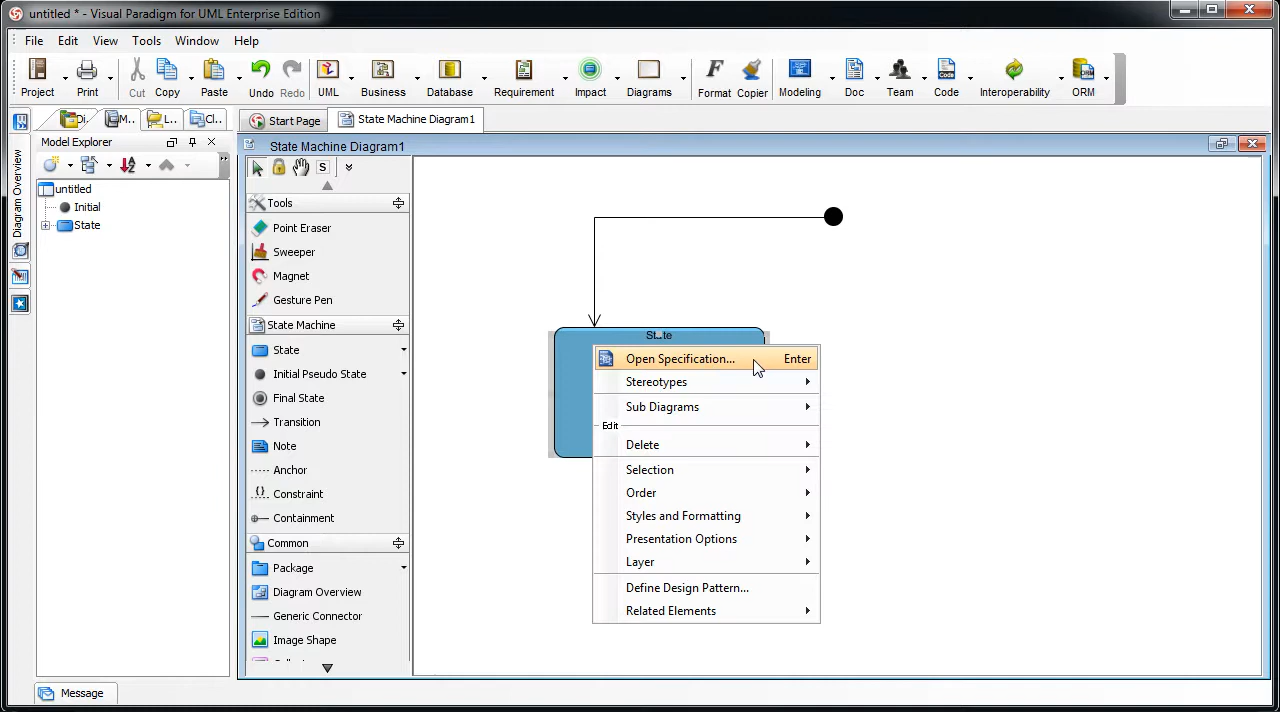 untitled * - Visual Paradigm for UML Enterprise Edition
File Edit View Tools Window Help
Project Print Cut Copy Paste Undo Redo UML Business Database Requirement Impact Diagrams Format Copier Modeling Doc Team Code Interoperability ORM
Di M... L... Cl... Start Page State Machine Diagram1
Model Explorer
State Machine Diagram1
Diagram Overview
untitled
Initial
State
S
Tools
Point Eraser
Sweeper
Magnet
Gesture Pen
State Machine
State
Initial Pseudo State
Final State
Transition
Note
Anchor
Constraint
Containment
Common
Package
Diagram Overview
Generic Connector
Image Shape
State
Open Specification... Enter
Stereotypes
Sub Diagrams
Edit
Delete
Selection
Order
Styles and Formatting
Presentation Options
Layer
Define Design Pattern...
Related Elements
Message